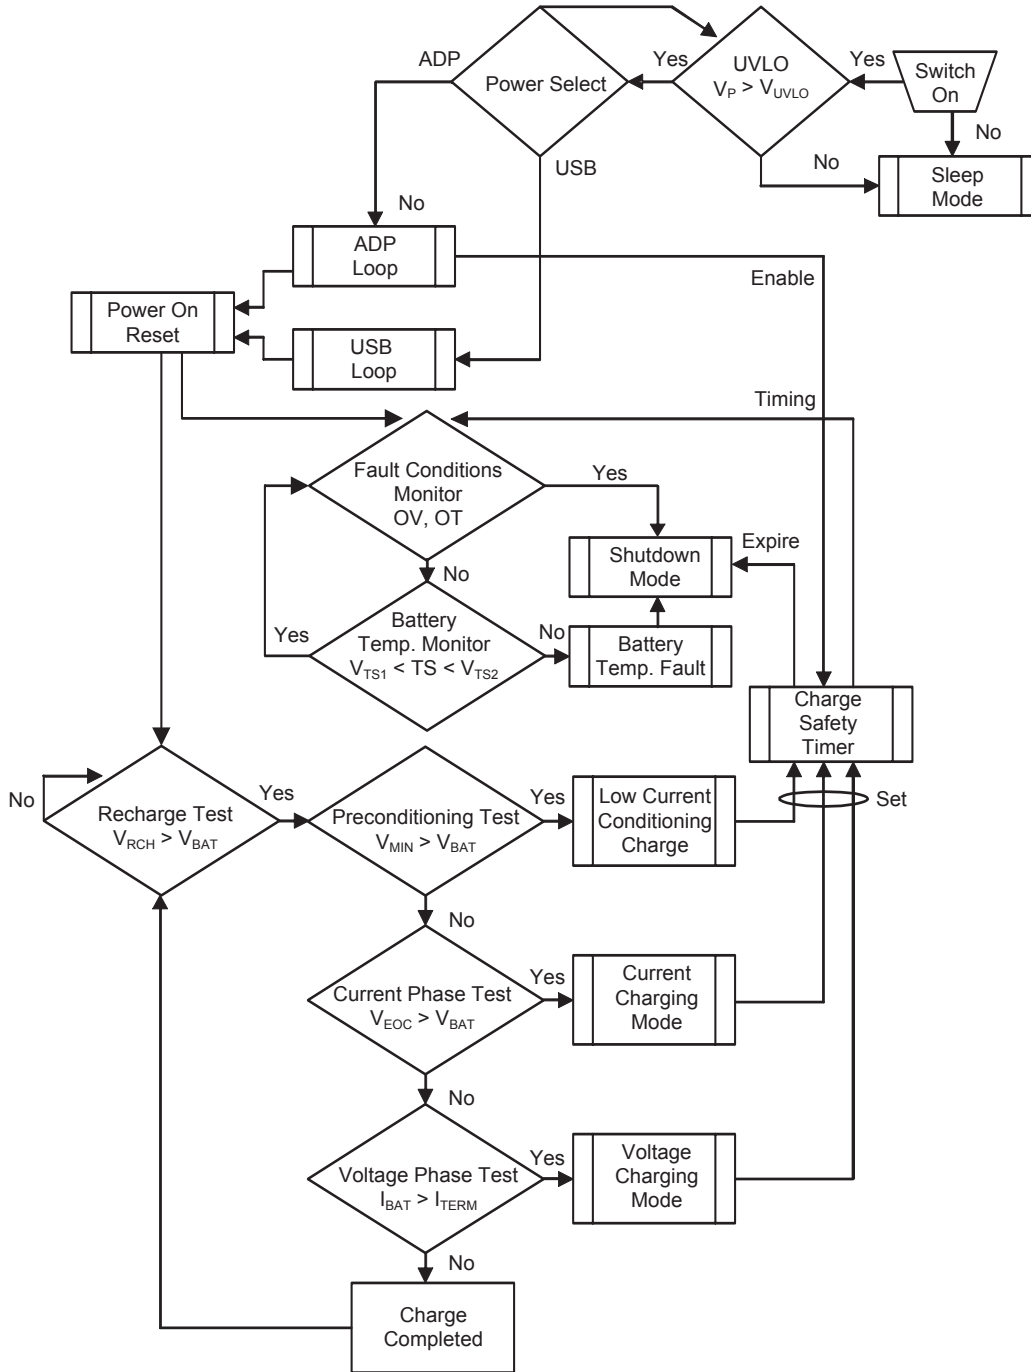 ADP
Yes
Yes
Power Select
UVLO
V_P > V_UVLO
Switch
On
No
No
USB
Sleep
Mode
No
ADP
Loop
Enable
Power On
Reset
USB
Loop
Timing
Fault Conditions
Monitor
OV, OT
Yes
Expire
Shutdown
Mode
No
Yes
Battery
Temp. Monitor
V_TS1 < TS < V_TS2
No
Battery
Temp. Fault
Charge
Safety
Timer
No
Recharge Test
V_RCH > V_BAT
Yes
Preconditioning Test
V_MIN > V_BAT
Yes
Low Current
Conditioning
Charge
Set
No
Current Phase Test
V_EOC > V_BAT
Yes
Current
Charging
Mode
No
Voltage Phase Test
I_BAT > I_TERM
Yes
Voltage
Charging
Mode
No
Charge
Completed